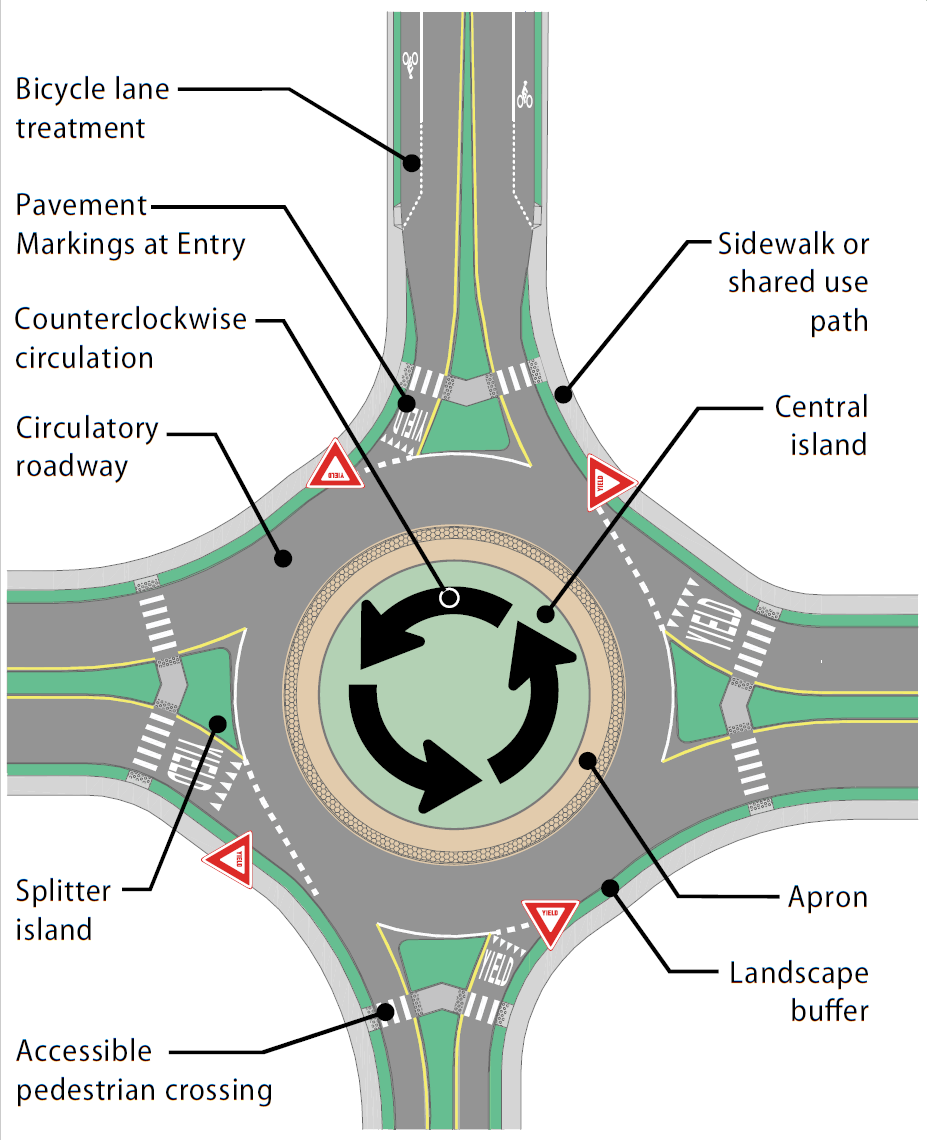 Bicycle lane
treatment
Pavement
Markings at Entry
Counterclockwise
circulation
Circulatory
roadway
Sidewalk or
shared use
path
Central
island
YIELD
YIELD
YIELD
YIELD
YIELD
YIELD
YIELD
YIELD
Splitter
island
Apron
Landscape
buffer
Accessible
pedestrian crossing